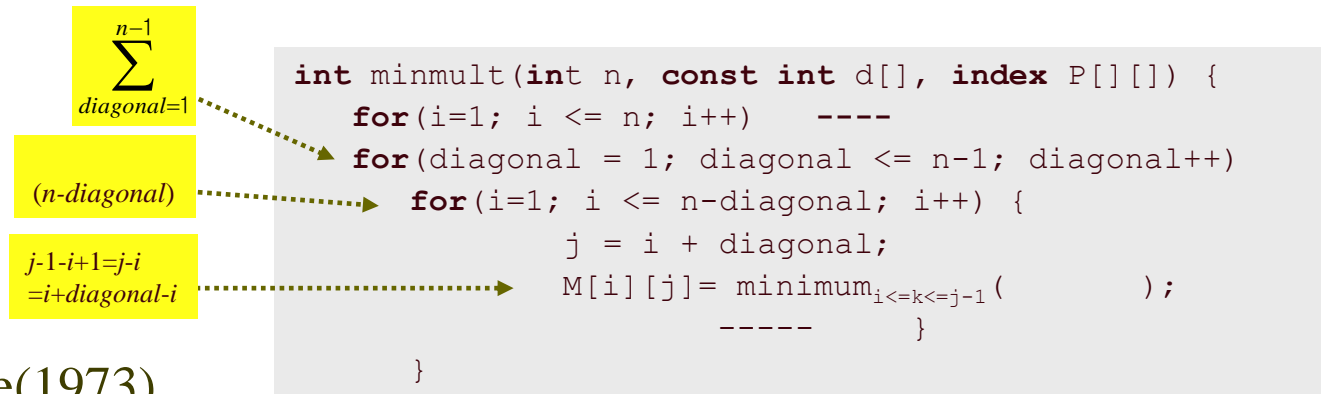 n−1
∑
diagonal=1
(n-diagonal)
j-1-i+1=j-i
=i+diagonal-i
int minmult(int n, const int d[], index P[][]) {
for(i=1; i <= n; i++) ----
for(diagonal = 1; diagonal <= n-1; diagonal++)
for(i=1; i <= n-diagonal; i++) {
j = i + diagonal;
M[i][j]= minimum i<=k<=j-1 ( );
----- }
}
e(1973)